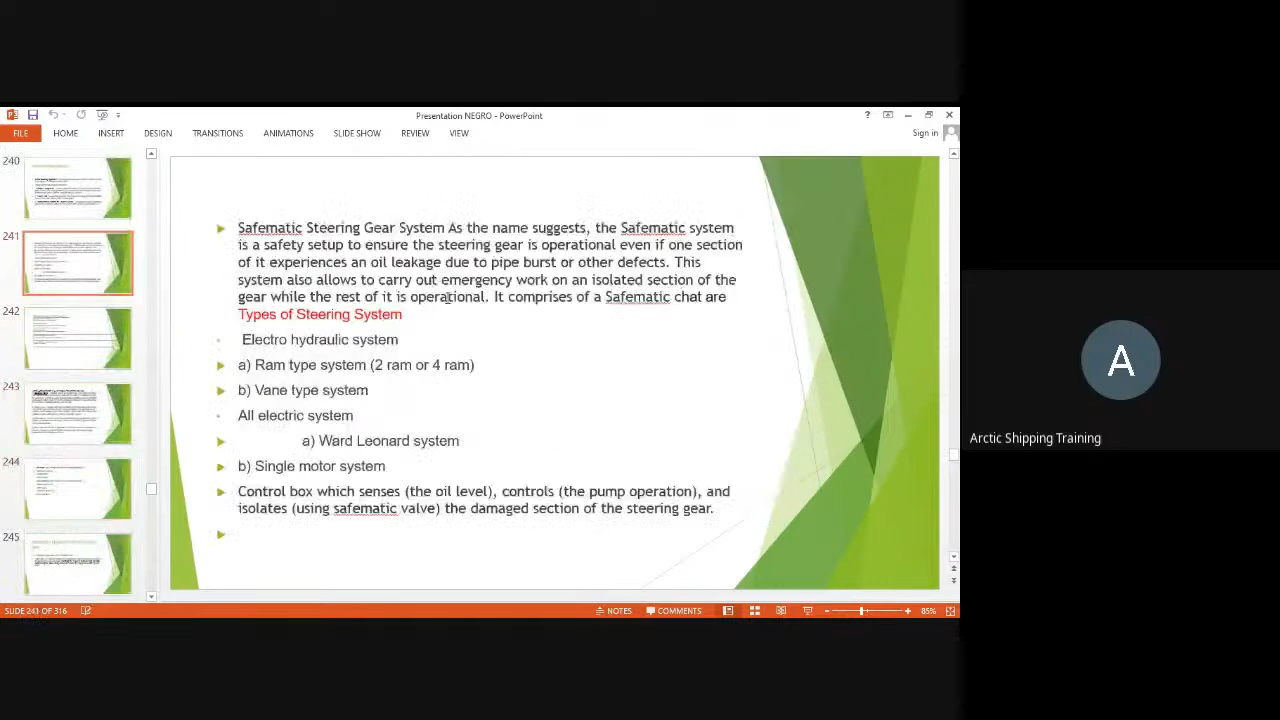 Presentation NEGRO - PowerPoint
?
Sign in
FILE HOME INSERT DESIGN TRANSITIONS ANIMATIONS SLIDE SHOW REVIEW VIEW
240
241
242
243
244
245
Safematic Steering Gear System As the name suggests, the Safematic system
is a safety setup to ensure the steering gear is operational even if one section
of it experiences an oil leakage due to pipe burst or other defects. This
system also allows to carry out emergency work on an isolated section of the
gear while the rest of it is operational. It comprises of a Safematic chat are
Types of Steering System
Electro hydraulic system
a) Ram type system (2 ram or 4 ram)
b) Vane type system
All electric system
a) Ward Leonard system
b) Single motor system
Control box which senses (the oil level), controls (the pump operation), and
isolates (using safematic valve) the damaged section of the steering gear.
SLIDE 241 OF 316
NOTES COMMENTS 85%
A
Arctic Shipping Training